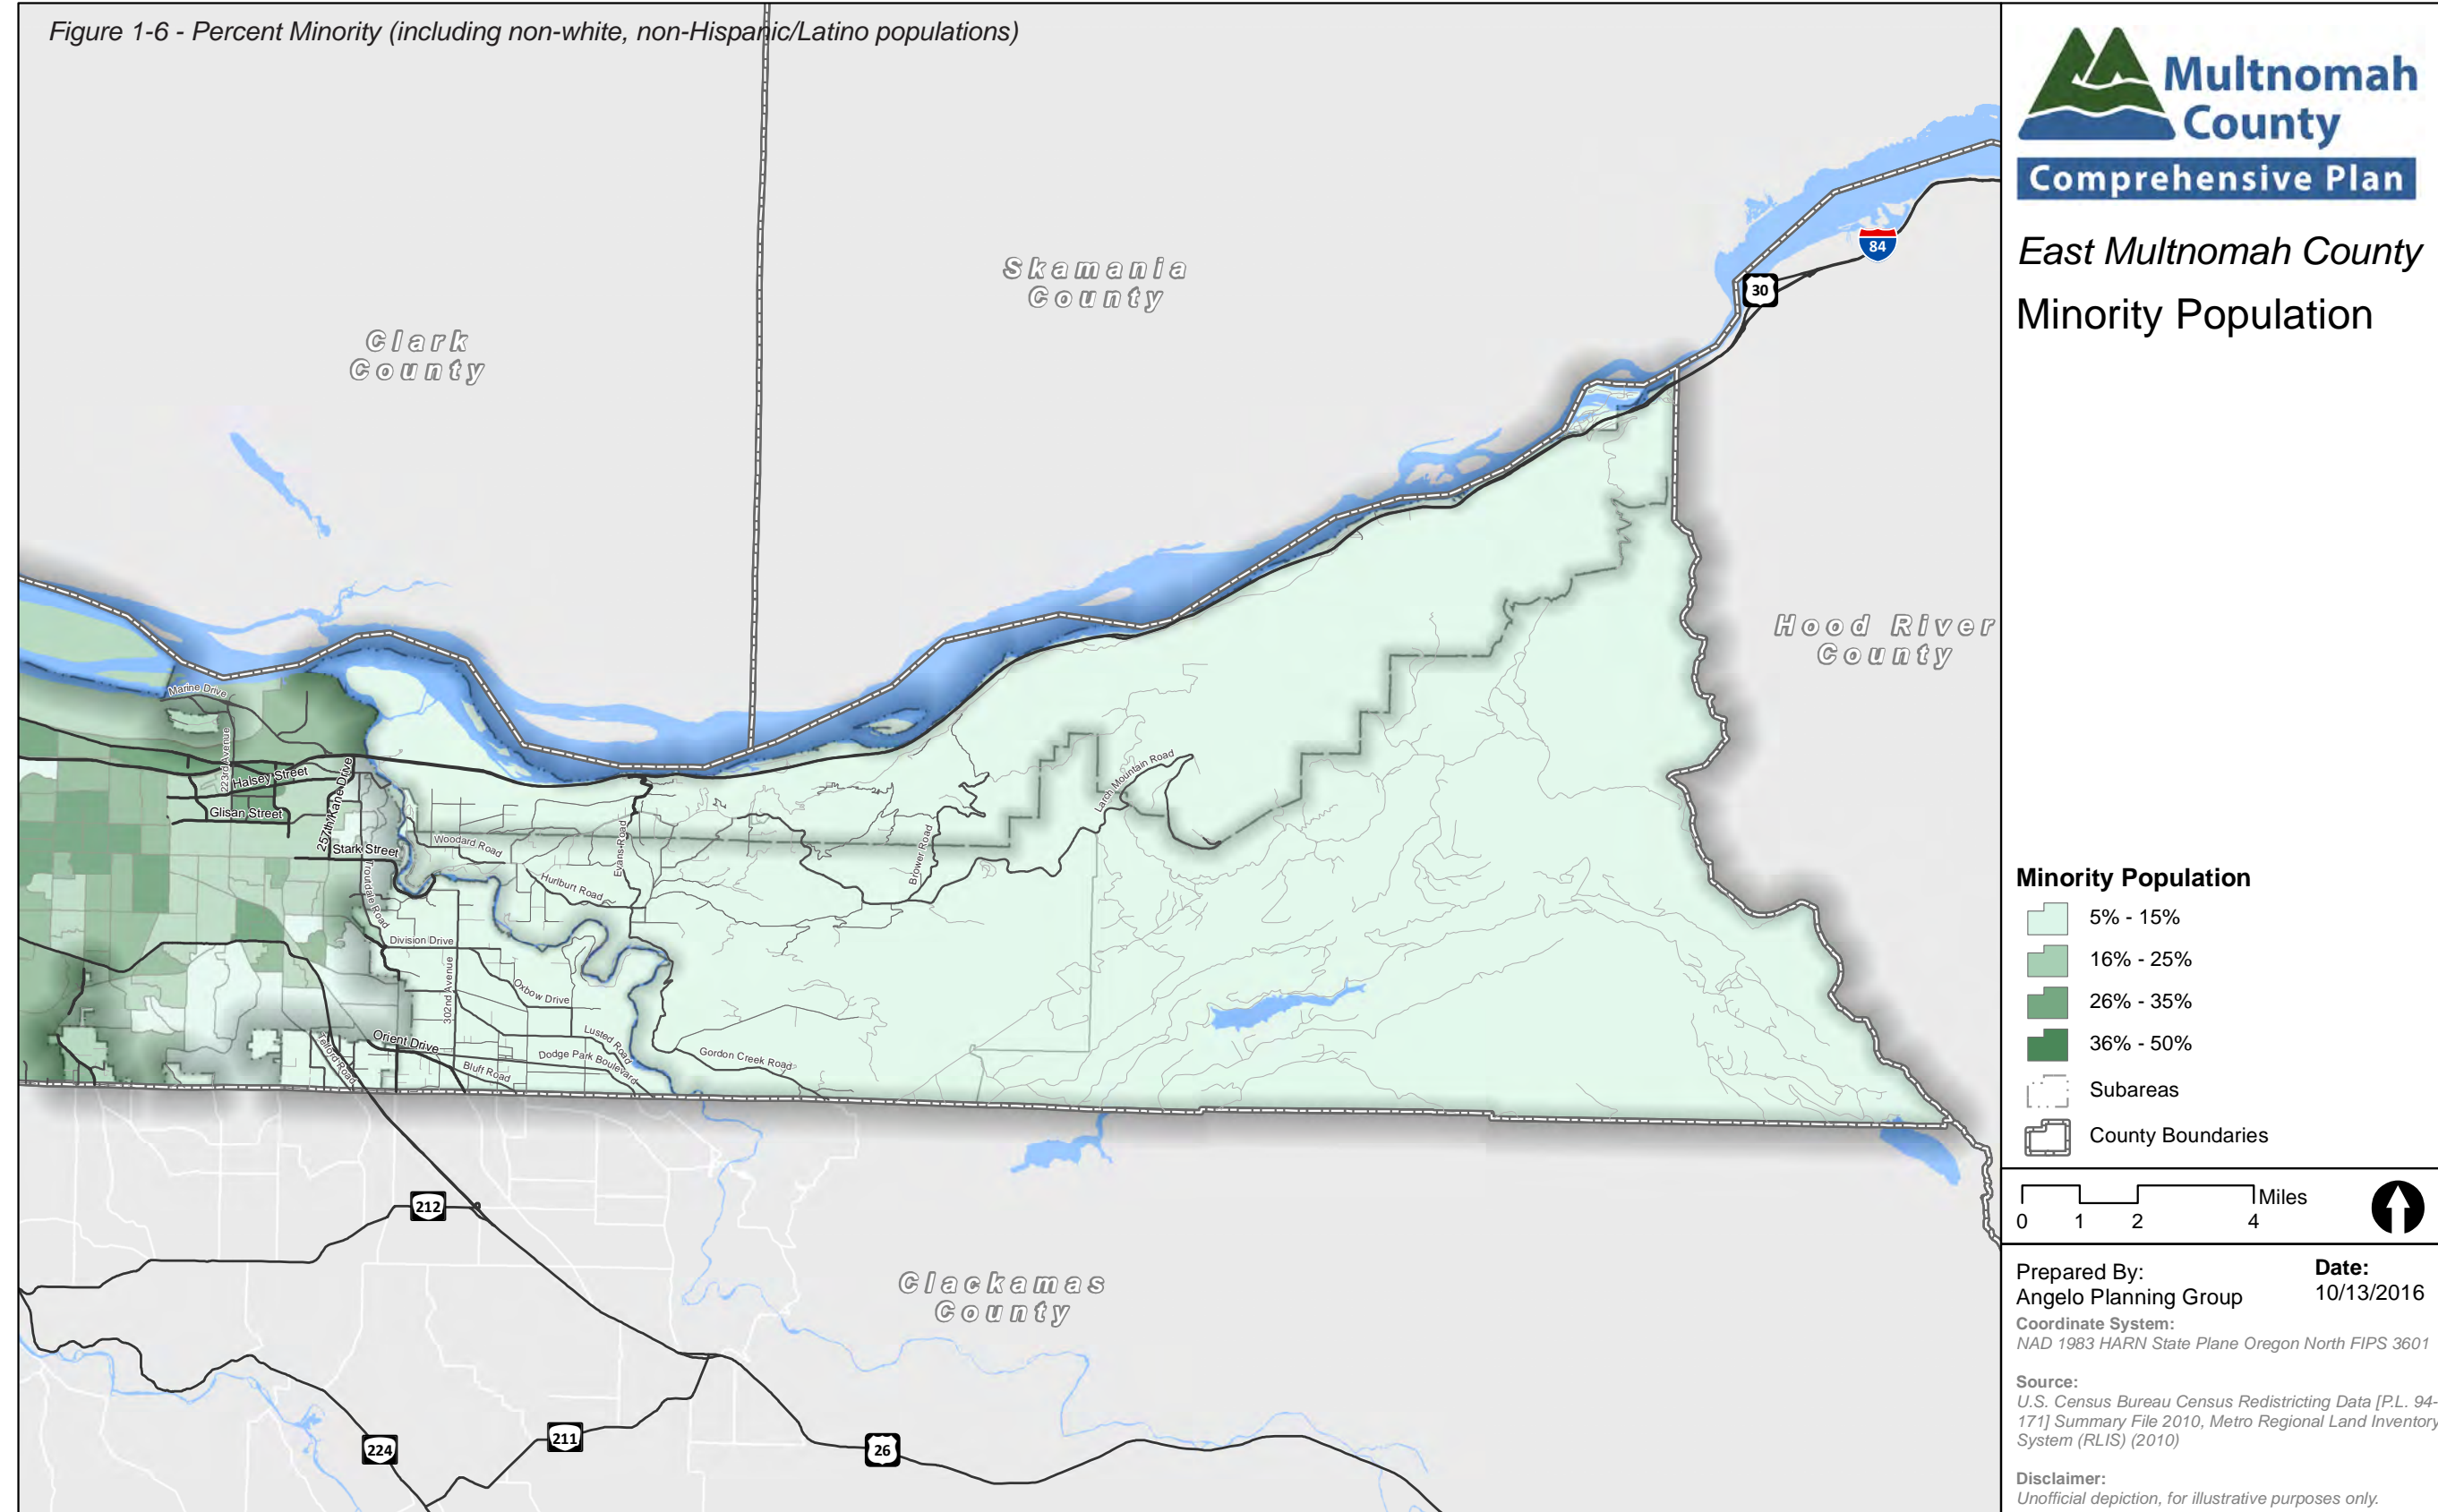 Figure 1-6 - Percent Minority (including non-white, non-Hispanic/Latino populations)
Multnomah
County
Comprehensive Plan
East Multnomah County
Minority Population
84
30
Skamania
County
Clark
County
Hood River
County
Marine Drive
223rd Avenue
Halsey Street
257th/Kane Drive
Glisan Street
Stark Street
Troutdale Road
Woodard Road
Evans Road
Hurlburt Road
Brower Road
Larch Mountain Road
Division Drive
302nd Avenue
Oxbow Drive
Lusted Road
Orient Drive
Telford Road
Dodge Park Boulevard
Bluff Road
Gordon Creek Road
212
Clackamas
County
224
211
26
Minority Population
5% - 15%
16% - 25%
26% - 35%
36% - 50%
Subareas
County Boundaries
Miles
0 1 2 4
Prepared By:
Angelo Planning Group
Date:
10/13/2016
Coordinate System:
NAD 1983 HARN State Plane Oregon North FIPS 3601
Source:
U.S. Census Bureau Census Redistricting Data [P.L. 94-
171] Summary File 2010, Metro Regional Land Inventory
System (RLIS) (2010)
Disclaimer:
Unofficial depiction, for illustrative purposes only.